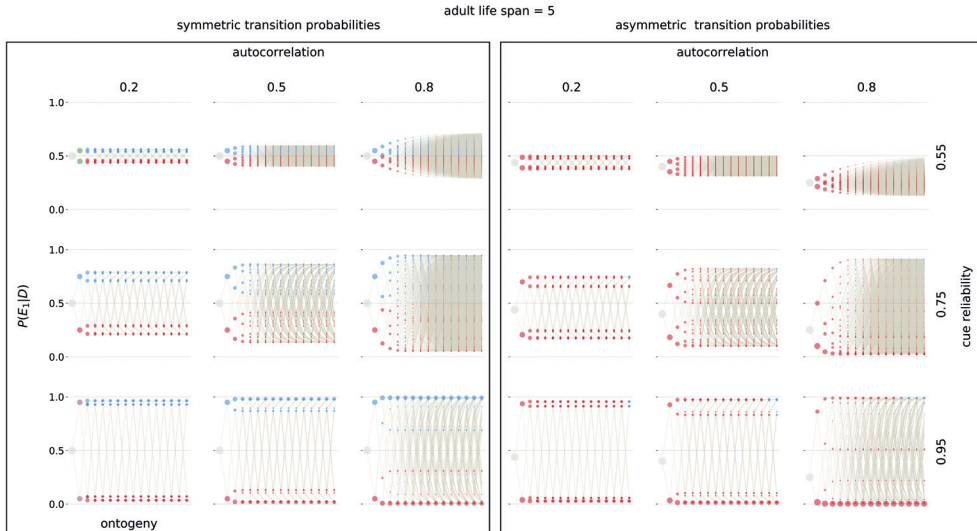 adult life span = 5
symmetric transition probabilities
asymmetric transition probabilities
autocorrelation
autocorrelation
0.2 0.5 0.8
0.2 0.5 0.8
1.0
0.5
0.0
0.55
1.0
0.5
0.0
P(E₁|D)
0.75
cue reliability
1.0
0.5
0.0
0.95
ontogeny